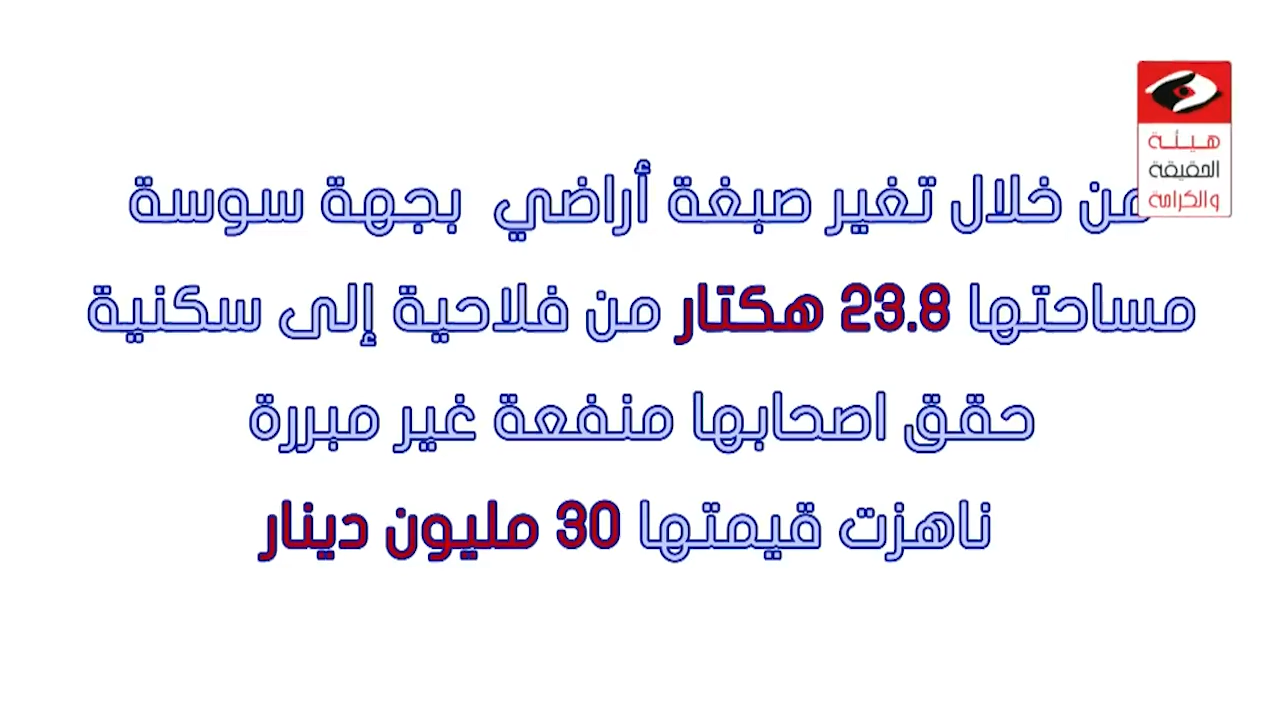 هيئة
الحقيقة
والكرامة
من خلال تغير صبغة أراضي بجهة سوسة
مساحتها 23.8 هكتار من فلاحية إلى سكنية
حقق اصحابها منفعة غير مبررة
ناهزت قيمتها 30 مليون دينار